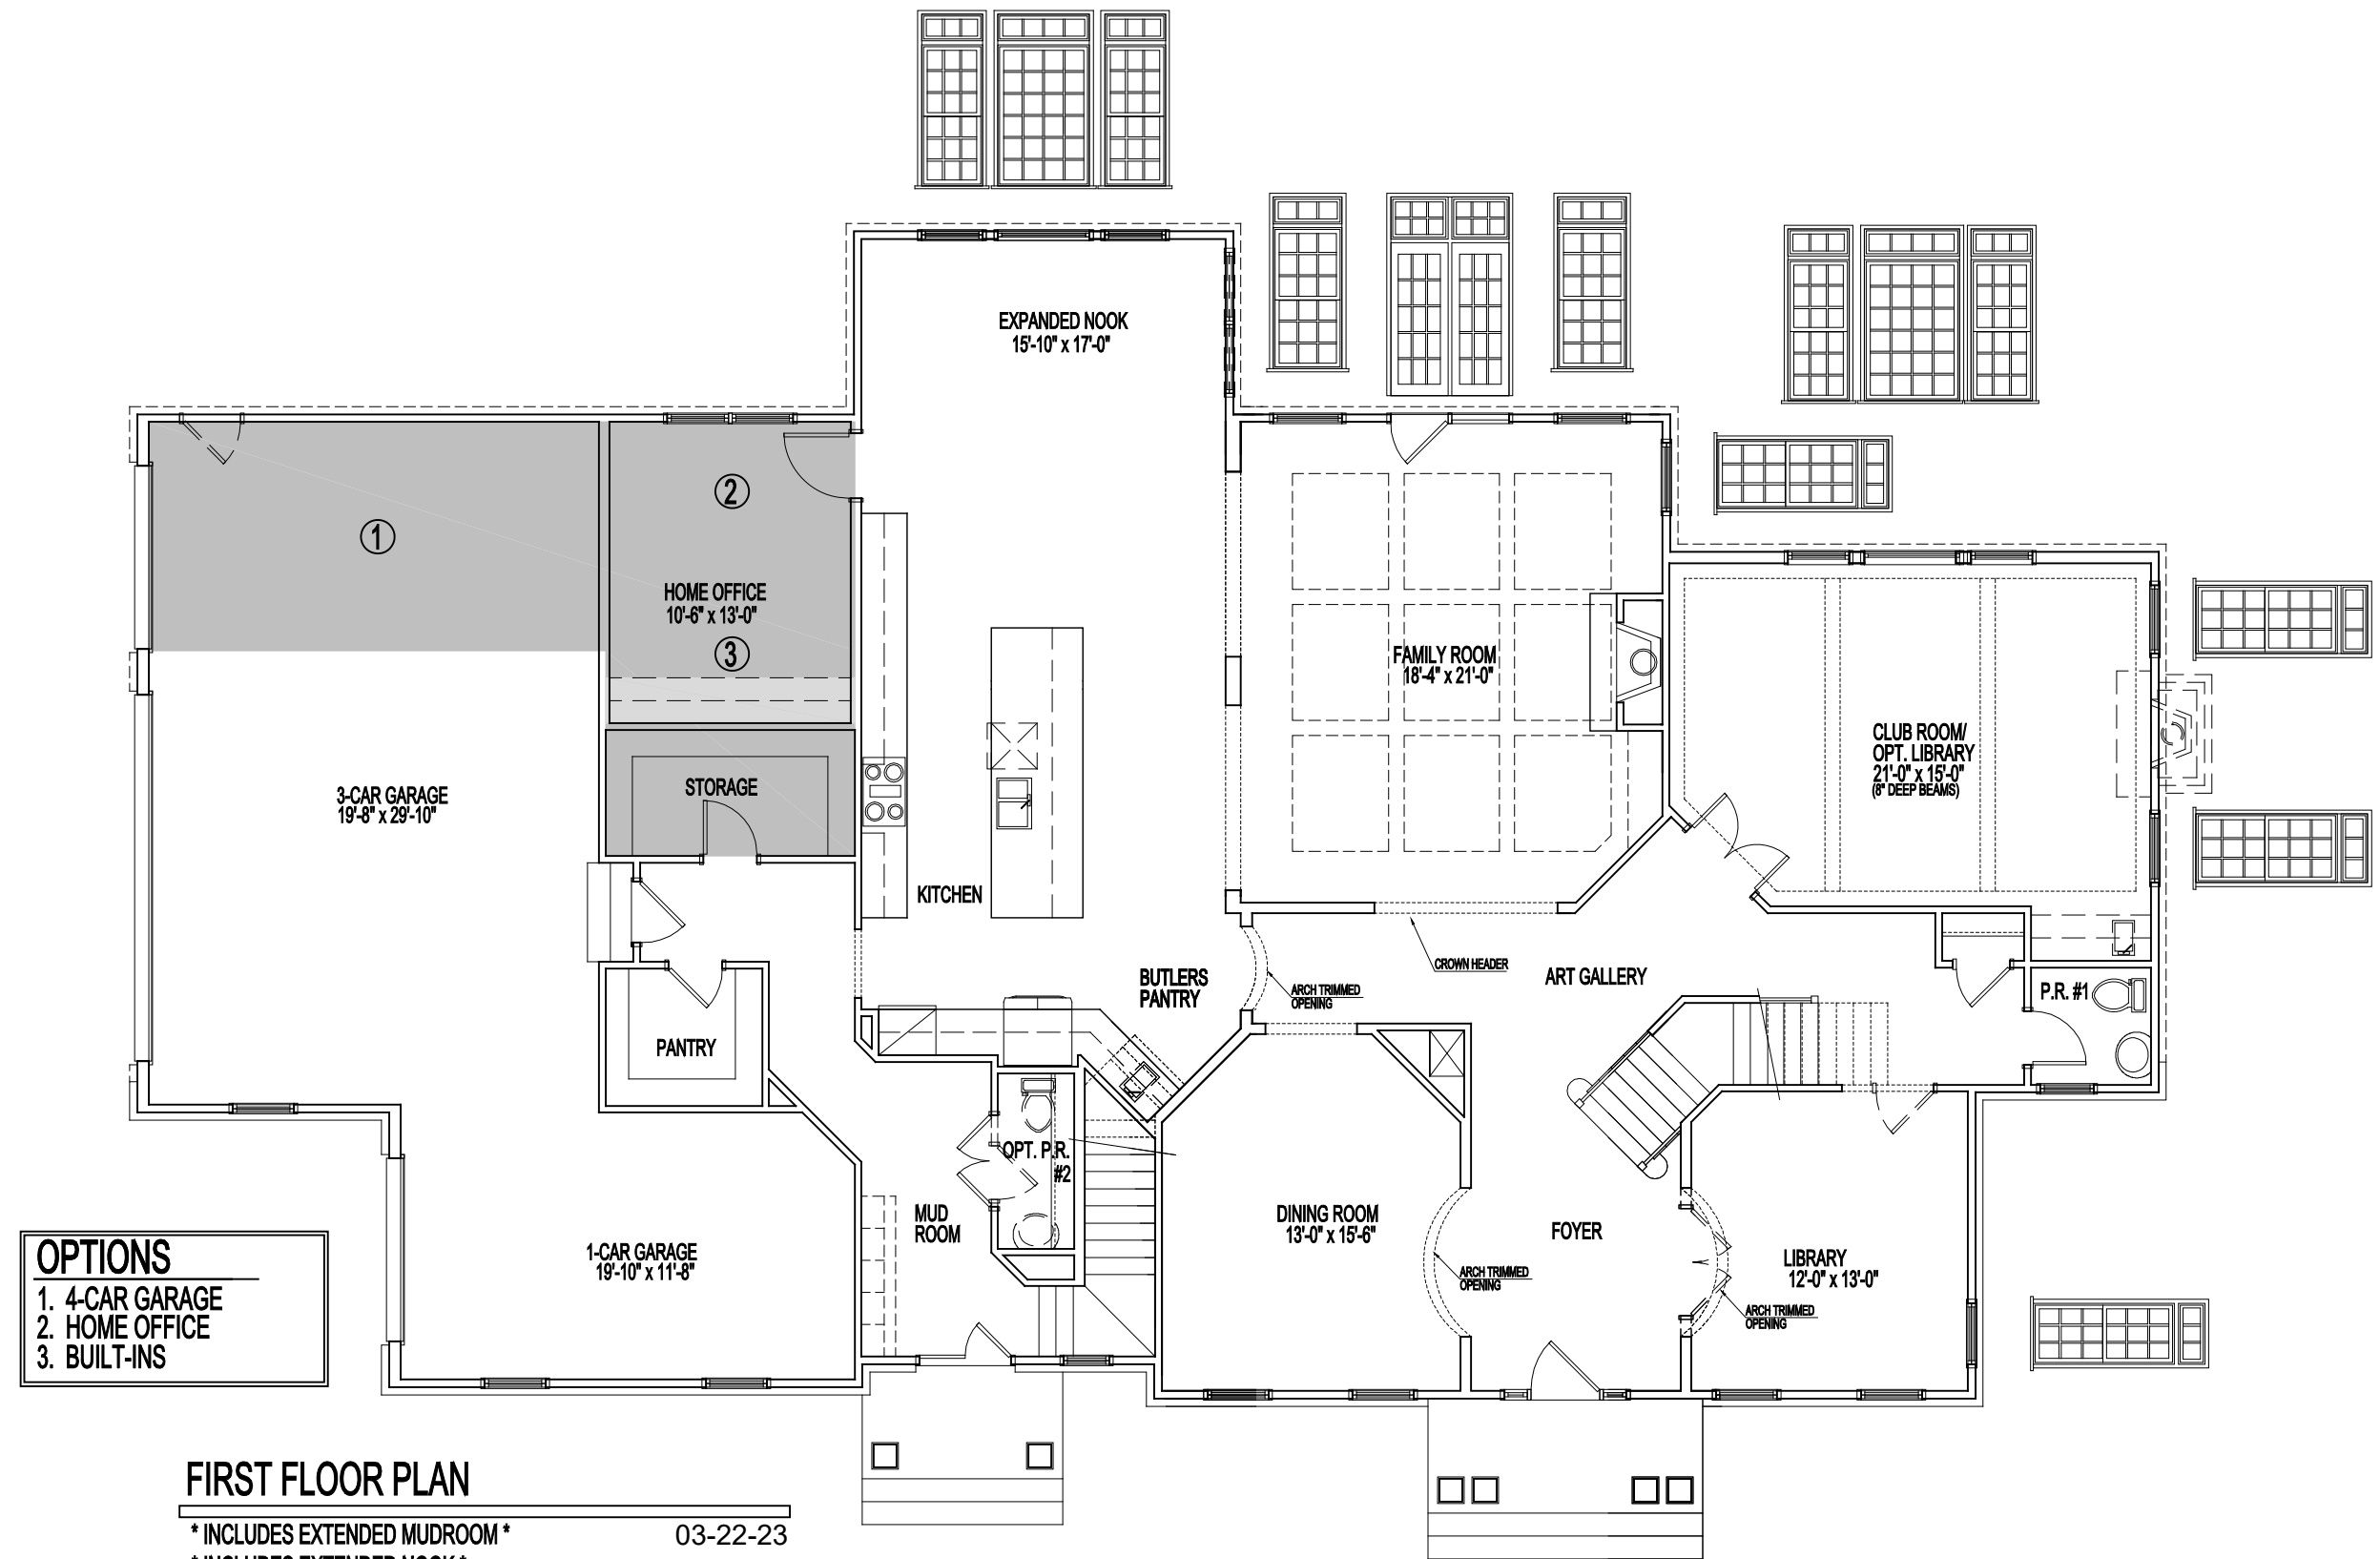 EXPANDED NOOK
15'-10" x 17'-0"
1
2
HOME OFFICE
10'-6" x 13'-0"
3
FAMILY ROOM
18'-4" x 21'-0"
CLUB ROOM/
OPT. LIBRARY
21'-0" x 15'-0"
(8" DEEP BEAMS)
STORAGE
3-CAR GARAGE
19'-8" x 29'-10"
KITCHEN
BUTLERS
PANTRY
CROWN HEADER
ARCH TRIMMED
OPENING
ART GALLERY
P.R. #1
PANTRY
OPT. P.R.
#2
MUD
ROOM
DINING ROOM
13'-0" x 15'-6"
FOYER
ARCH TRIMMED
OPENING
LIBRARY
12'-0" x 13'-0"
ARCH TRIMMED
OPENING
1-CAR GARAGE
19'-10" x 11'-8"
OPTIONS
1. 4-CAR GARAGE
2. HOME OFFICE
3. BUILT-INS
FIRST FLOOR PLAN
* INCLUDES EXTENDED MUDROOM *
03-22-23
* INCLUDES EXTENDED NOOK *